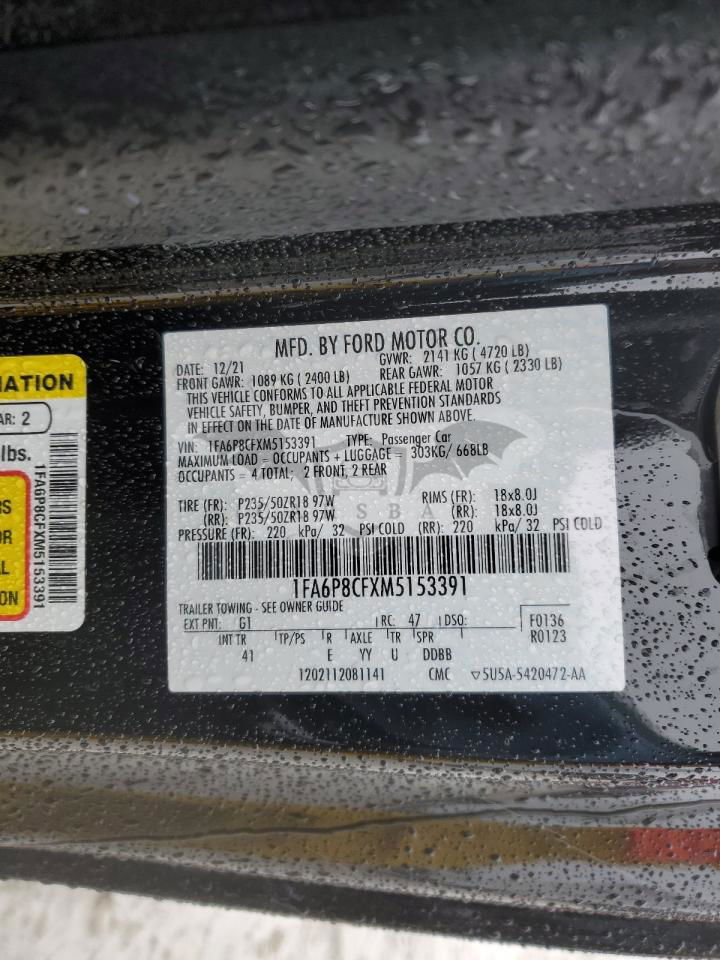 MFD. BY FORD MOTOR CO.
DATE: 12/21 GVWR: 2141 KG ( 4720 LB)
FRONT GAWR: 1089 KG ( 2400 LB) REAR GAWR: 1057 KG ( 2330 LB)
THIS VEHICLE CONFORMS TO ALL APPLICABLE FEDERAL MOTOR
VEHICLE SAFETY, BUMPER, AND THEFT PREVENTION STANDARDS
IN EFFECT ON THE DATE OF MANUFACTURE SHOWN ABOVE.
VIN: 1FA6P8CFXM5153391 TYPE: Passenger Car
MAXIMUM LOAD = OCCUPANTS + LUGGAGE = 303KG/ 668LB
OCCUPANTS = 4 TOTAL; 2 FRONT, 2 REAR
TIRE (FR): P235/50ZR18 97W RIMS (FR): 18x8.0J
(RR): P235/50ZR18 97W (RR): 18x8.0J
PRESSURE (FR): 220 kPa/ 32 PSI COLD (RR): 220 kPa/ 32 PSI COLD
1FA6P8CFXM5153391
TRAILER TOWING - SEE OWNER GUIDE
EXT PNT: G1 RC: 47 DSO: F0136
INT TR TP/PS R AXLE TR SPR R0123
41 E YY U DDBB
1202112081141 CMC 5U5A-5420472-AA
SBA
AR: 2
lbs.
1FA6P8CFXM5153391